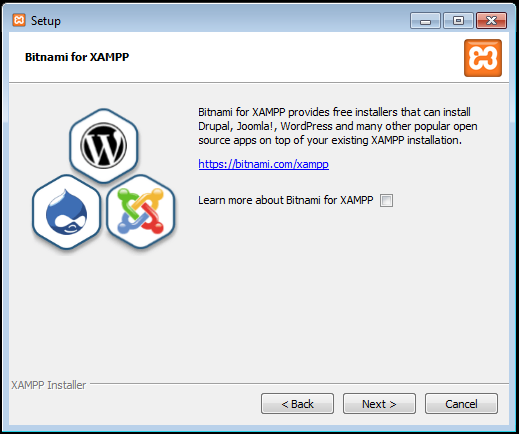 Setup
Bitnami for XAMPP
Bitnami for XAMPP provides free installers that can install
Drupal, Joomla!, WordPress and many other popular open
source apps on top of your existing XAMPP installation.
https://bitnami.com/xampp
Learn more about Bitnami for XAMPP
XAMPP Installer
< Back
Next >
Cancel